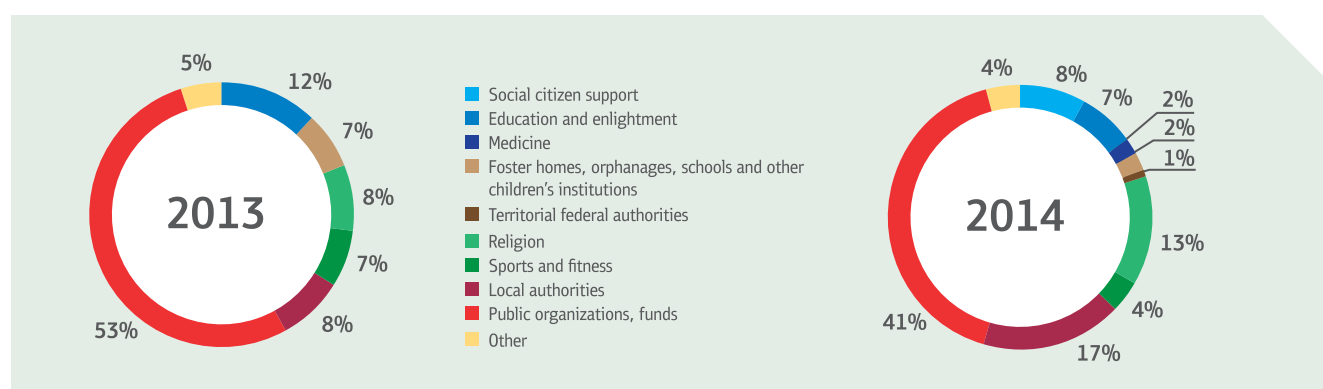 5%
12%
7%
8%
7%
8%
53%
2013
Social citizen support
Education and enlightment
Medicine
Foster homes, orphanages, schools and other
children's institutions
Territorial federal authorities
Religion
Sports and fitness
Local authorities
Public organizations, funds
Other
4%
8%
7%
2%
2%
1%
13%
4%
17%
41%
2014